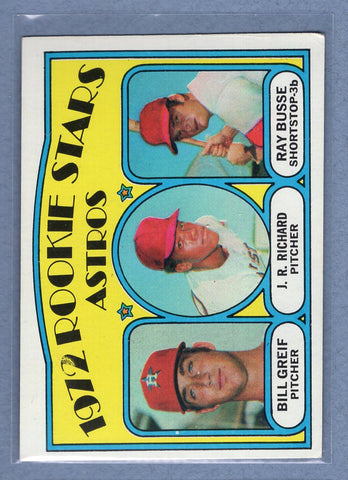 1972 ROOKIE STARS
ASTROS
BILL GREIF
PITCHER
J. R. RICHARD
PITCHER
RAY BUSSE
SHORTSTOP-3b